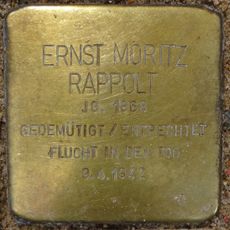 ERNST MORITZ
RAPPOLT
JG. 1868
GEDEMÜTIGT / ENTRECHTET
FLUCHT IN DEN TOD
9.4.1942